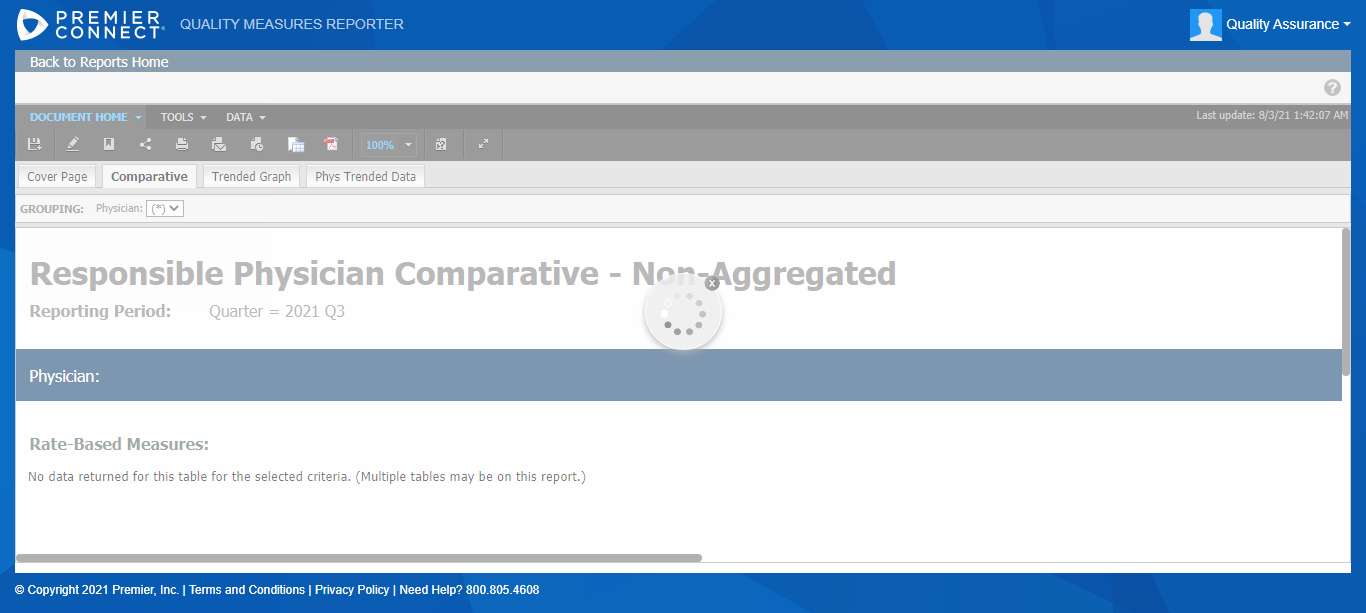 PREMIER CONNECT QUALITY MEASURES REPORTER
Quality Assurance
Back to Reports Home
?
DOCUMENT HOME TOOLS DATA
Last update: 8/3/21 1:42:07 AM
100%
Cover Page Comparative Trended Graph Phys Trended Data
GROUPING: Physician: (*)
Responsible Physician Comparative - Non-Aggregated
x
Reporting Period: Quarter = 2021 Q3
Physician:
Rate-Based Measures:
No data returned for this table for the selected criteria. (Multiple tables may be on this report.)
© Copyright 2021 Premier, Inc. | Terms and Conditions | Privacy Policy | Need Help? 800.805.4608